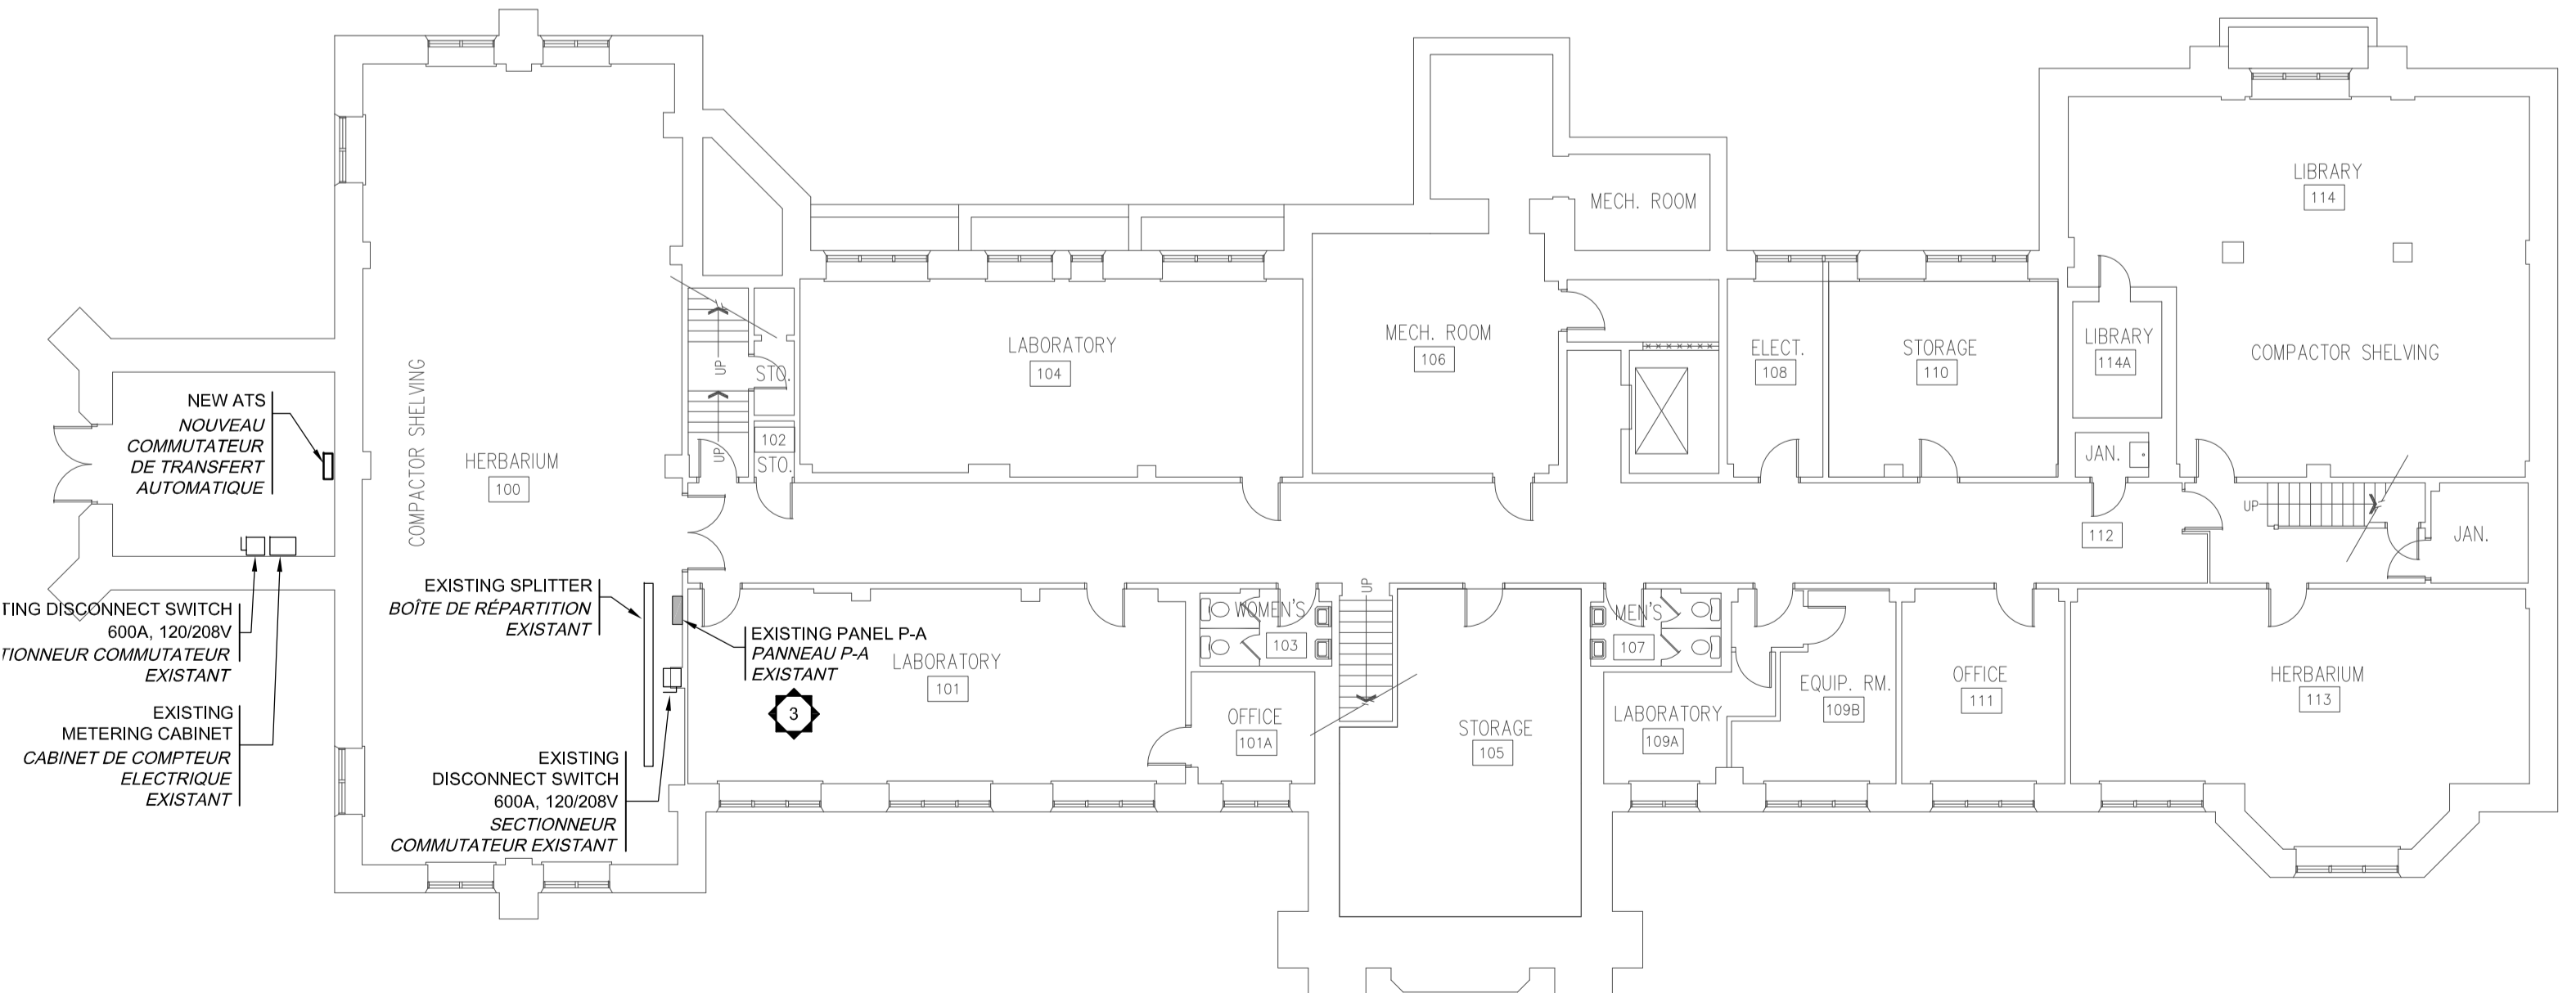 LIBRARY
114
MECH. ROOM
LABORATORY
104
MECH. ROOM
106
ELECT.
108
STORAGE
110
LIBRARY
114A
COMPACTOR SHELVING
UP
STO.
COMPACTOR SHELVING
NEW ATS
NOUVEAU
COMMUTATEUR
DE TRANSFERT
AUTOMATIQUE
HERBARIUM
100
UP
102
STO.
JAN.
UP
112
JAN.
EXISTING SPLITTER
BOÎTE DE RÉPARTITION
EXISTANT
TING DISCONNECT SWITCH
600A, 120/208V
TIONNEUR COMMUTATEUR
EXISTANT
EXISTING PANEL P-A
PANNEAU P-A
EXISTANT
3
LABORATORY
101
UP
WOMEN'S
103
MEN'S
107
OFFICE
101A
STORAGE
105
LABORATORY
109A
EQUIP. RM.
109B
OFFICE
111
HERBARIUM
113
EXISTING
METERING CABINET
CABINET DE COMPTEUR
ELECTRIQUE
EXISTANT
EXISTING
DISCONNECT SWITCH
600A, 120/208V
SECTIONNEUR
COMMUTATEUR EXISTANT